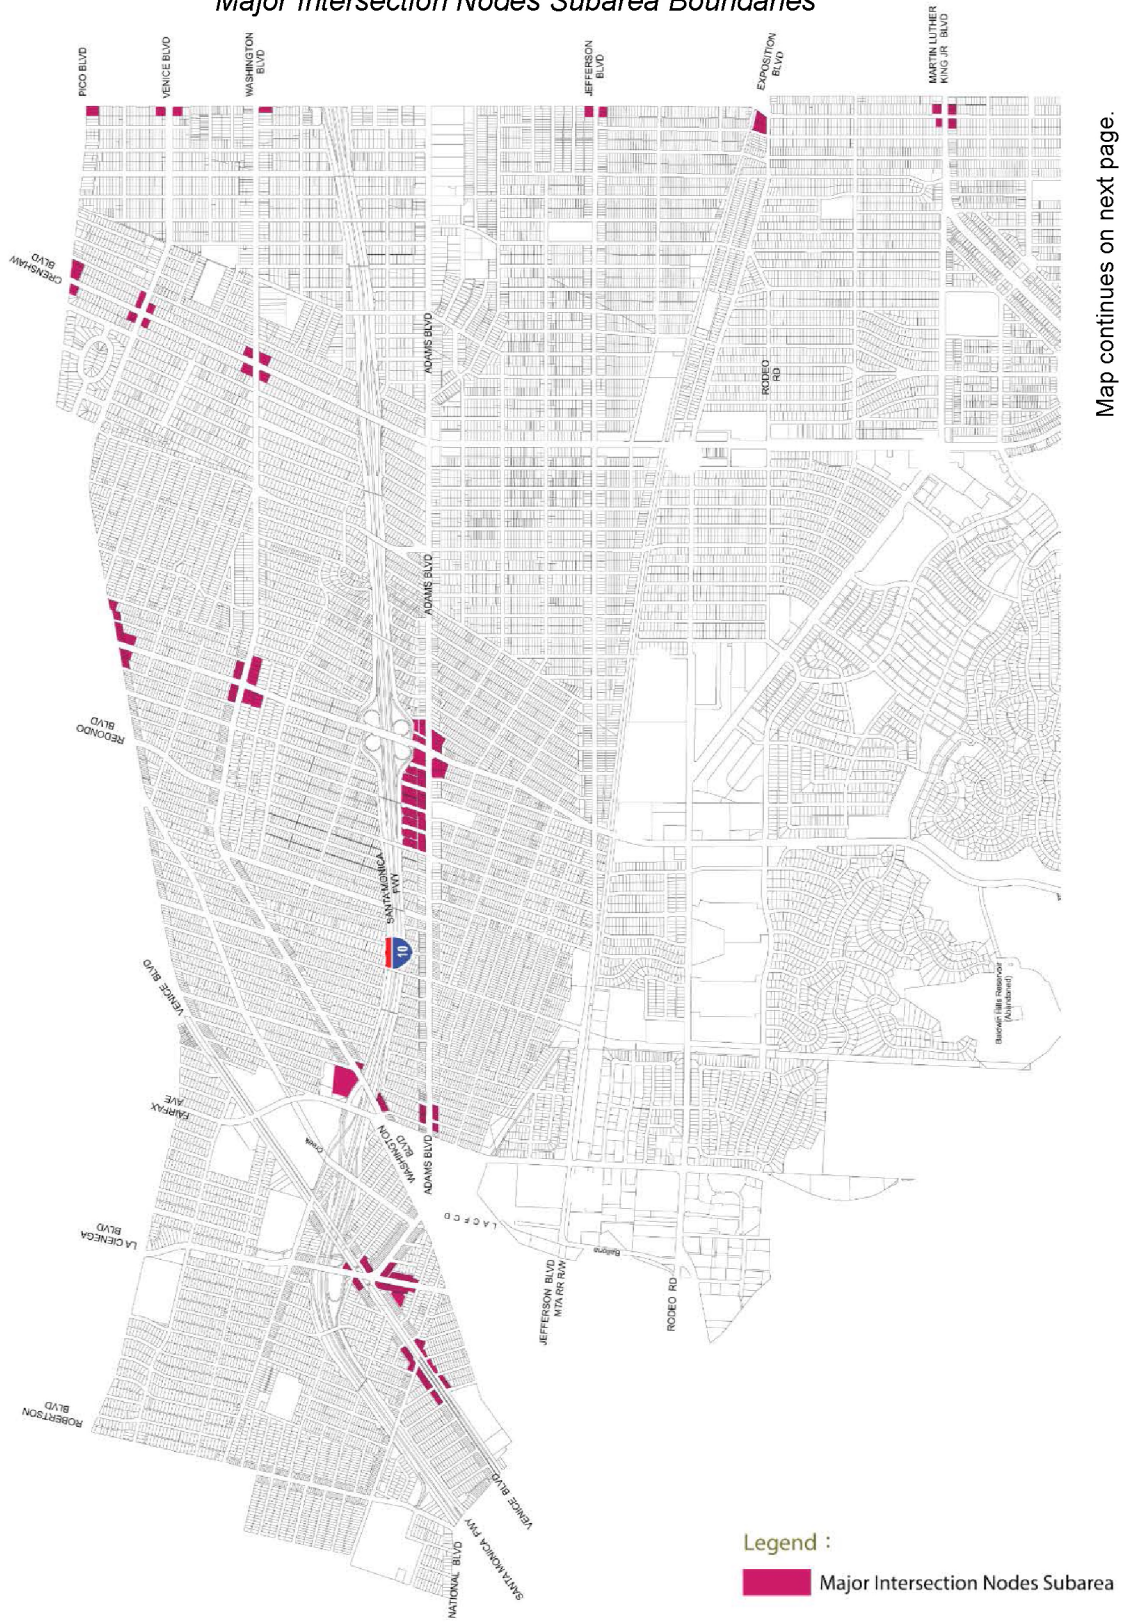 Major Intersection Nodes Subarea Boundaries
PICO BLVD
VENICE BLVD
WASHINGTON
BLVD
JEFFERSON
BLVD
EXPOSITION
BLVD
MARTIN LUTHER
KING JR BLVD
Map continues on next page.
CRENSHAW
BLVD
ADAMS BLVD
RODEO
RD
ADAMS BLVD
REDONDO
BLVD
SANTA MONICA
FWY
10
VENICE BLVD
Baldwin Hills Reservoir
(Abandoned)
FAIRFAX
AVE
Creek
WASHINGTON
BLVD
ADAMS BLVD
LACFCD
LA CIENEGA
BLVD
Ballona
JEFFERSON BLVD
MTA RR R/W
RODEO RD
ROBERTSON
BLVD
VENICE BLVD
SANTA MONICA FWY
NATIONAL BLVD
Legend :
Major Intersection Nodes Subarea